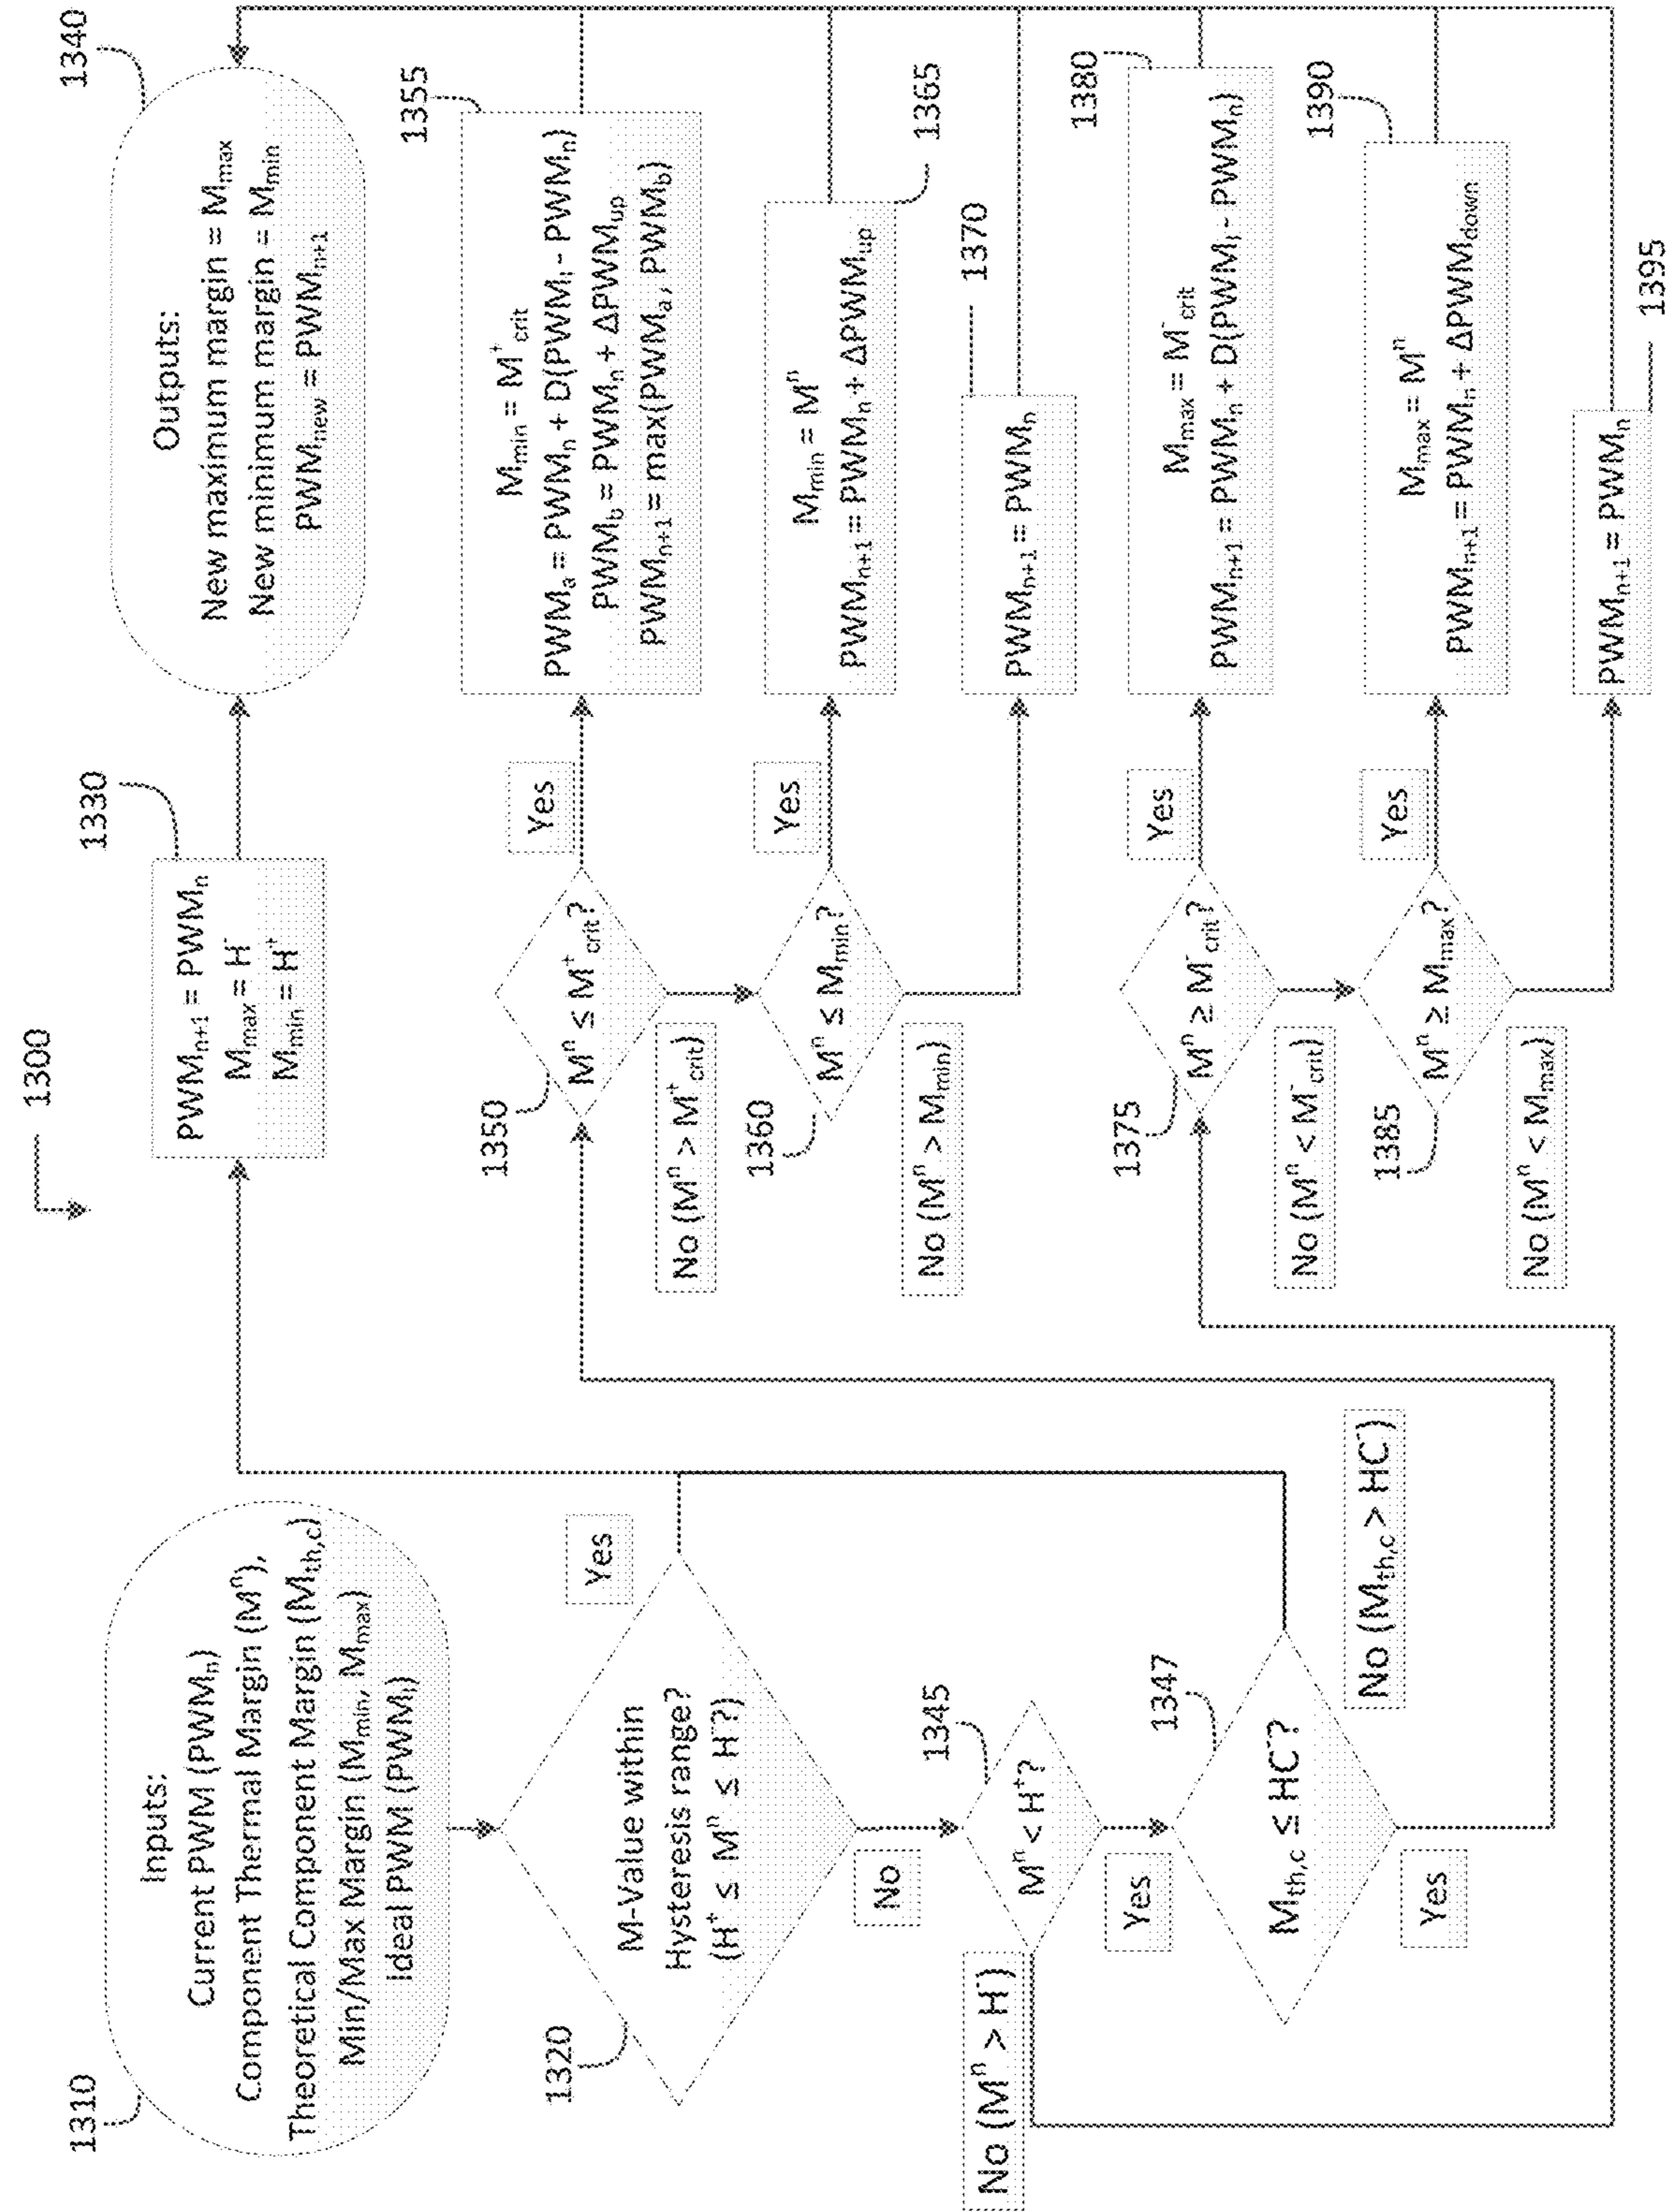 1300
1310
Inputs:
Current PWM (PWMₙ)
Component Thermal Margin (Mⁿ),
Theoretical Component Margin (Mth,c)
Min/Max Margin (Mmin, Mmax)
Ideal PWM (PWMᵢ)
1320
M-Value within
Hysteresis range?
(H⁺ ≤ Mⁿ ≤ H⁻?)
Yes
No
1345
Mⁿ < H⁺?
No (Mⁿ > H⁻)
Yes
1347
Mth,c ≤ HC⁻?
No (Mth,c > HC⁻)
Yes
1330
PWMn+1 = PWMn
Mmax = H⁻
Mmin = H⁺
1340
Outputs:
New maximum margin = Mmax
New minimum margin = Mmin
PWMnew = PWMn+1
1350
Mⁿ ≤ M⁺crit?
Yes
No (Mⁿ > M⁺crit)
1355
Mmin = M⁺crit
PWMa = PWMn + D(PWMi - PWMn)
PWMb = PWMn + ΔPWMup
PWMn+1 = max(PWMa, PWMb)
1360
Mⁿ ≤ Mmin?
Yes
No (Mⁿ > Mmin)
1365
Mmin = Mⁿ
PWMn+1 = PWMn + ΔPWMup
1370
PWMn+1 = PWMn
1375
Mⁿ ≥ M⁻crit?
Yes
No (Mⁿ < M⁻crit)
1380
Mmax = M⁻crit
PWMn+1 = PWMn + D(PWMi - PWMn)
1385
Mⁿ ≥ Mmax?
Yes
No (Mⁿ < Mmax)
1390
Mmax = Mⁿ
PWMn+1 = PWMn + ΔPWMdown
1395
PWMn+1 = PWMn